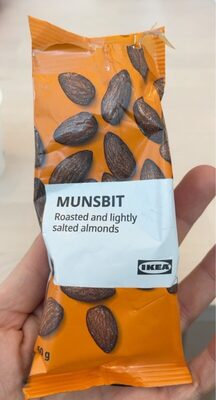 MUNSBIT
Roasted and lightly
salted almonds
IKEA